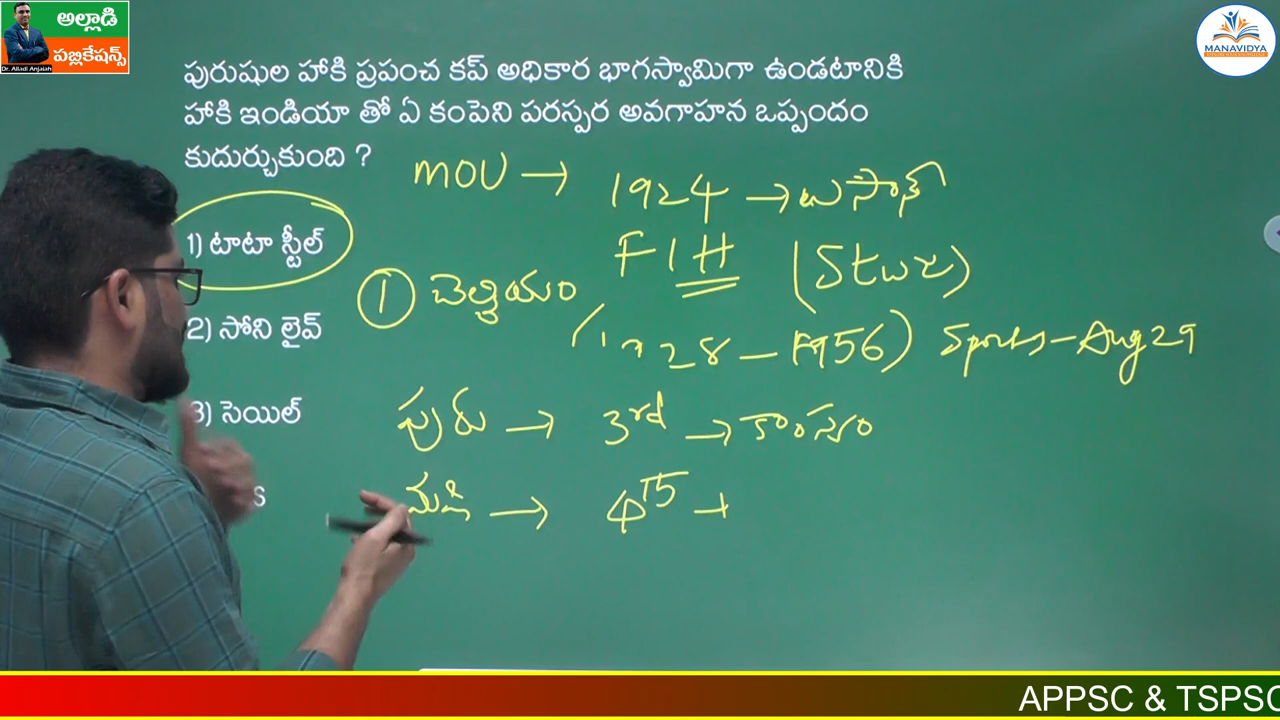 అల్లాడి
పబ్లికేషన్స్
Dr. Alladi Anjaiah
MANAVIDYA
పురుషుల హాకి ప్రపంచ కప్ అధికార భాగస్వామిగా ఉండటానికి
హాకి ఇండియా తో ఏ కంపెని పరస్పర అవగాహన ఒప్పందం
కుదుర్చుకుంది ?
MOU → 1924 → లుసాన్
1) టాటా స్టీల్
FIH (Stwz)
① బెల్జియం
2) సోని లైవ్
(1928 - 1956) Sports - Aug 29
3) సెయిల్
పురు → 3rd → కాంస్యం
→ 4th →
APPSC & TSPSC